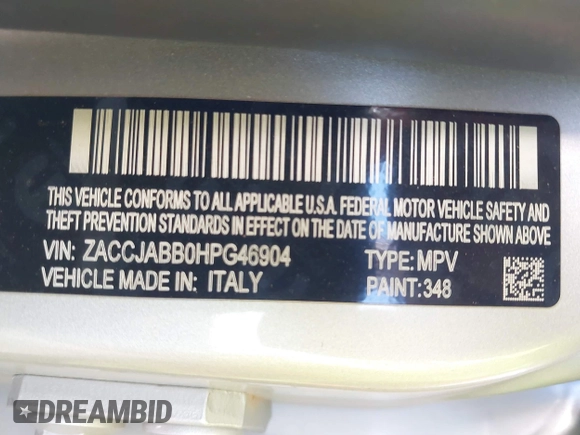 THIS VEHICLE CONFORMS TO ALL APPLICABLE U.S.A. FEDERAL MOTOR VEHICLE SAFETY AND
THEFT PREVENTION STANDARDS IN EFFECT ON THE DATE OF MANUFACTURE SHOWN ABOVE
VIN: ZACCJABB0HPG46904 TYPE: MPV
VEHICLE MADE IN: ITALY PAINT: 348
DREAMBID